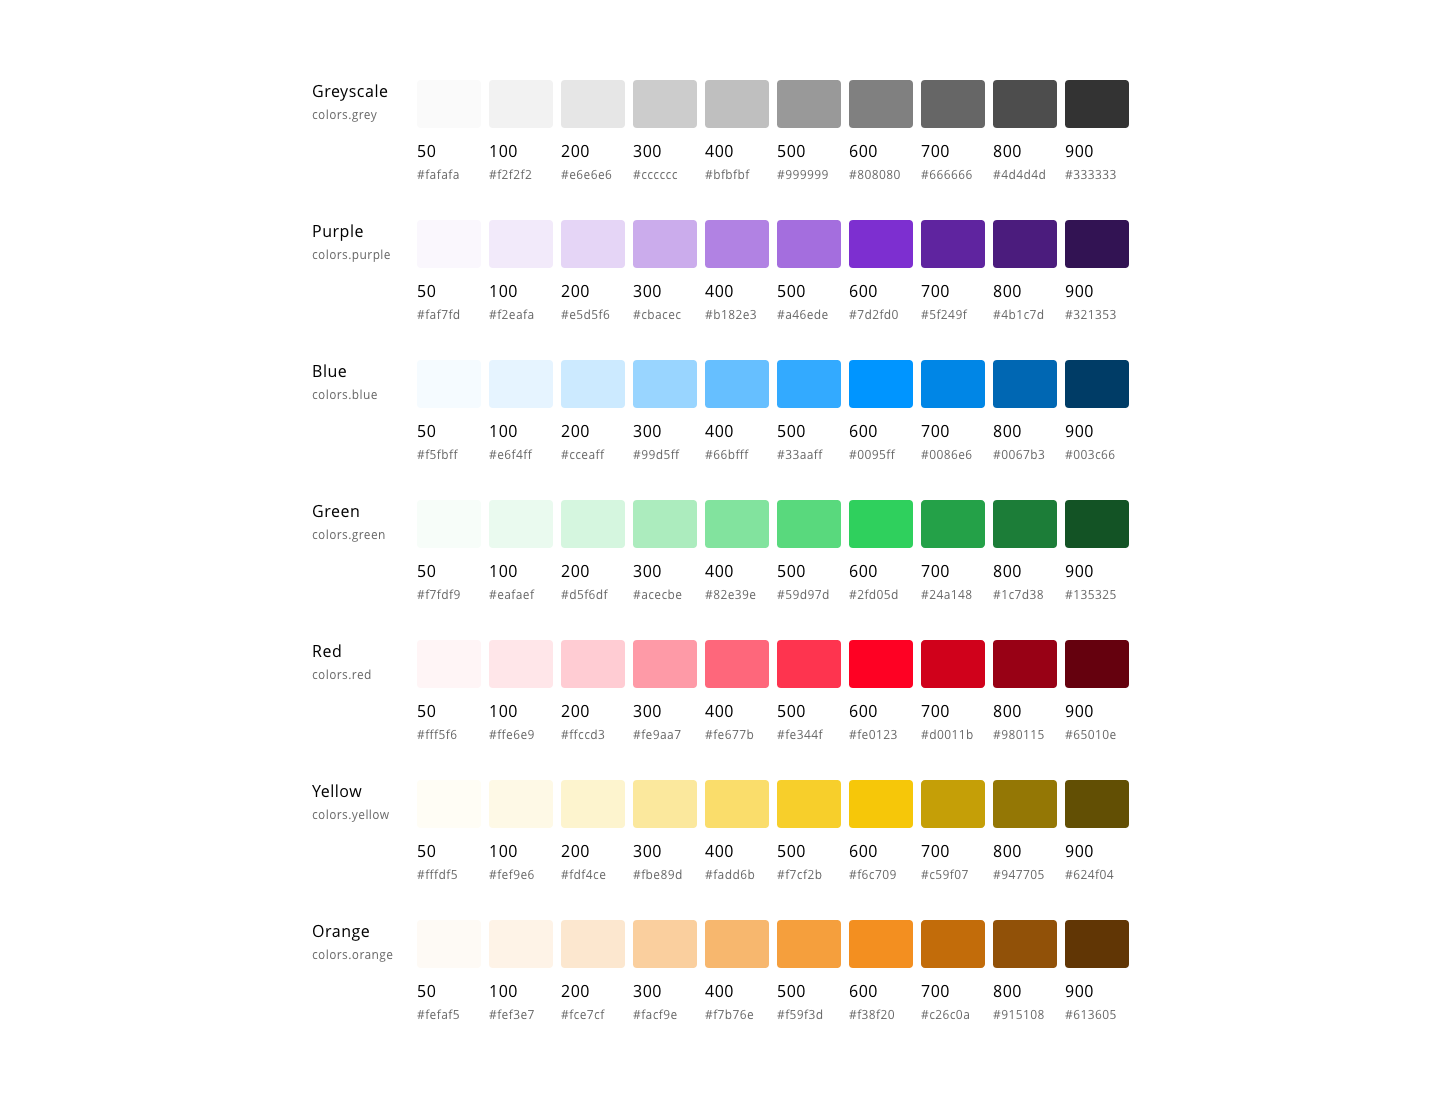 Greyscale
colors.grey
50 100 200 300 400 500 600 700 800 900
#fafafa #f2f2f2 #e6e6e6 #cccccc #bfbfbf #999999 #808080 #666666 #4d4d4d #333333
Purple
colors.purple
50 100 200 300 400 500 600 700 800 900
#faf7fd #f2eafa #e5d5f6 #cbacec #b182e3 #a46ede #7d2fd0 #5f249f #4b1c7d #321353
Blue
colors.blue
50 100 200 300 400 500 600 700 800 900
#f5fbff #e6f4ff #cceaff #99d5ff #66bfff #33aaff #0095ff #0086e6 #0067b3 #003c66
Green
colors.green
50 100 200 300 400 500 600 700 800 900
#f7fdf9 #eafaef #d5f6df #acecbe #82e39e #59d97d #2fd05d #24a148 #1c7d38 #135325
Red
colors.red
50 100 200 300 400 500 600 700 800 900
#fff5f6 #ffe6e9 #ffccd3 #fe9aa7 #fe677b #fe344f #fe0123 #d0011b #980115 #65010e
Yellow
colors.yellow
50 100 200 300 400 500 600 700 800 900
#fffdf5 #fef9e6 #fdf4ce #fbe89d #fadd6b #f7cf2b #f6c709 #c59f07 #947705 #624f04
Orange
colors.orange
50 100 200 300 400 500 600 700 800 900
#fefaf5 #fef3e7 #fce7cf #facf9e #f7b76e #f59f3d #f38f20 #c26c0a #915108 #613605